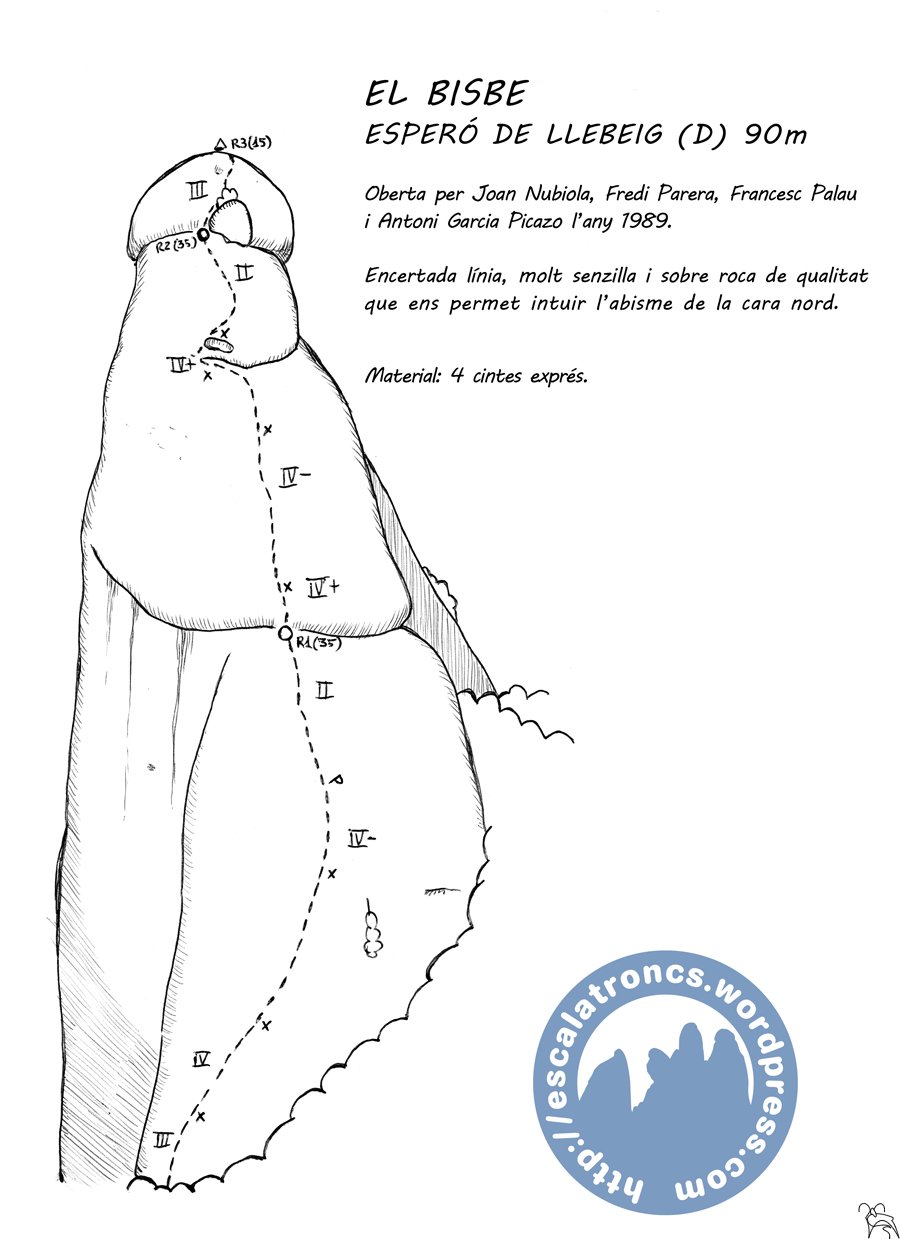 EL BISBE
ESPERÓ DE LLEBEIG (D) 90m
Oberta per Joan Nubiola, Fredi Parera, Francesc Palau
i Antoni Garcia Picazo l'any 1989.
Encertada línia, molt senzilla i sobre roca de qualitat
que ens permet intuir l'abisme de la cara nord.
Material: 4 cintes exprés.
R3(15)
III
R2(35)
II
IV+
IV-
IV+
R1(35)
II
IV-
IV
III
http://escalatroncs.wordpress.com